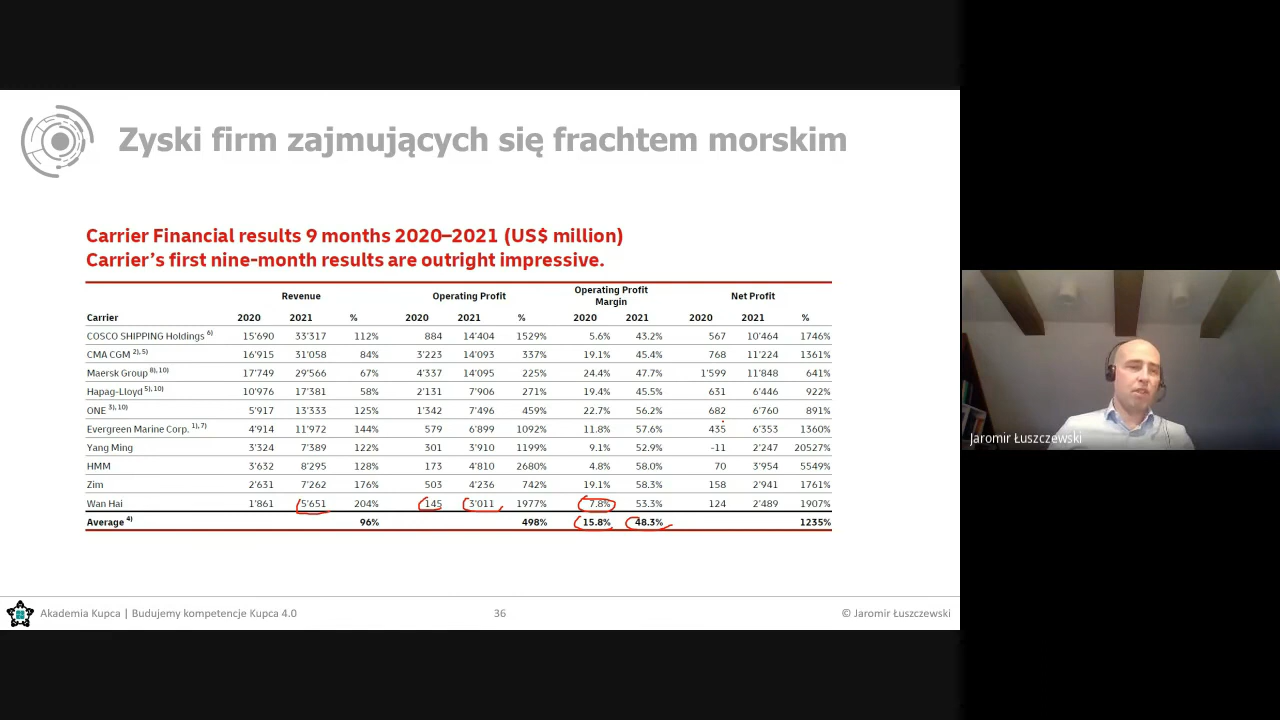 Zyski firm zajmujących się frachtem morskim
Carrier Financial results 9 months 2020–2021 (US$ million)
Carrier’s first nine-month results are outright impressive.
Revenue Operating Profit Operating Profit Margin Net Profit
Carrier 2020 2021 % 2020 2021 % 2020 2021 2020 2021 %
COSCO SHIPPING Holdings 6) 15'690 33'317 112% 884 14'404 1529% 5.6% 43.2% 567 10'464 1746%
CMA CGM 2), 5) 16'915 31'058 84% 3'223 14'093 337% 19.1% 45.4% 768 11'224 1361%
Maersk Group 8), 10) 17'749 29'566 67% 4'337 14'095 225% 24.4% 47.7% 1'599 11'848 641%
Hapag-Lloyd 5), 10) 10'976 17'381 58% 2'131 7'906 271% 19.4% 45.5% 631 6'446 922%
ONE 3), 10) 5'917 13'333 125% 1'342 7'496 459% 22.7% 56.2% 682 6'760 891%
Evergreen Marine Corp. 1), 7) 4'914 11'972 144% 579 6'899 1092% 11.8% 57.6% 435 6'353 1360%
Yang Ming 3'324 7'389 122% 301 3'910 1199% 9.1% 52.9% -11 2'247 20527%
HMM 3'632 8'295 128% 173 4'810 2680% 4.8% 58.0% 70 3'954 5549%
Zim 2'631 7'262 176% 503 4'236 742% 19.1% 58.3% 158 2'941 1761%
Wan Hai 1'861 5'651 204% 145 3'011 1977% 7.8% 53.3% 124 2'489 1907%
Average 4) 96% 498% 15.8% 48.3% 1235%
Akademia Kupca | Budujemy kompetencje Kupca 4.0 36 © Jaromir Łuszczewski
Jaromir Łuszczewski